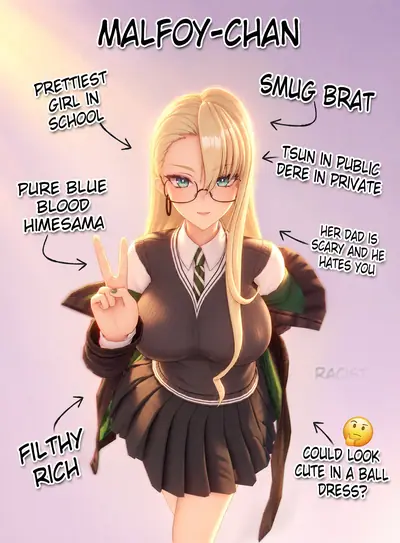 MALFOY-CHAN
PRETTIEST
GIRL IN
SCHOOL
SMUG BRAT
TSUN IN PUBLIC
DERE IN PRIVATE
PURE BLUE
BLOOD
HIMESAMA
HER DAD IS
SCARY AND HE
HATES YOU
RACIST
FILTHY
RICH
COULD LOOK
CUTE IN A BALL
DRESS?